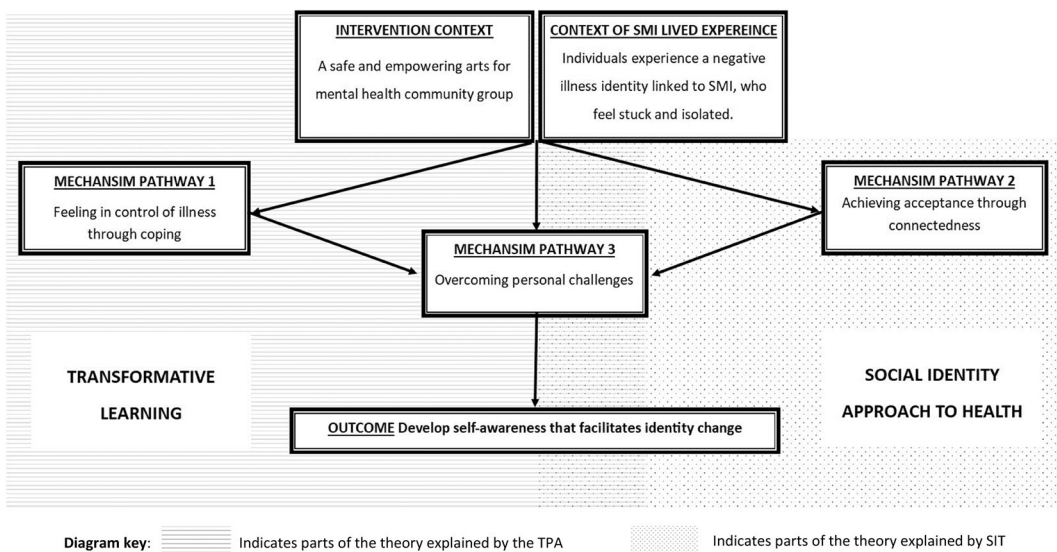 INTERVENTION CONTEXT
A safe and empowering arts for
mental health community group
CONTEXT OF SMI LIVED EXPEREINCE
Individuals experience a negative
illness identity linked to SMI, who
feel stuck and isolated.
MECHANSIM PATHWAY 1
Feeling in control of illness
through coping
MECHANSIM PATHWAY 2
Achieving acceptance through
connectedness
MECHANSIM PATHWAY 3
Overcoming personal challenges
TRANSFORMATIVE
LEARNING
SOCIAL IDENTITY
APPROACH TO HEALTH
OUTCOME Develop self-awareness that facilitates identity change
Diagram key: Indicates parts of the theory explained by the TPA
Indicates parts of the theory explained by SIT